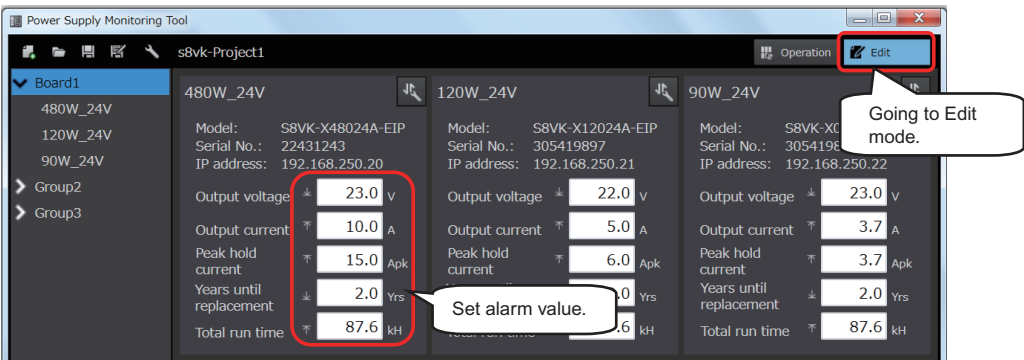 Power Supply Monitoring Tool
s8vk-Project1
Operation
Edit
Going to Edit
mode.
Board1
480W_24V
120W_24V
90W_24V
Group2
Group3
480W_24V
Model: S8VK-X48024A-EIP
Serial No.: 22431243
IP address: 192.168.250.20
Output voltage 23.0 V
Output current 10.0 A
Peak hold
current 15.0 Apk
Years until
replacement 2.0 Yrs
Total run time 87.6 kH
Set alarm value.
120W_24V
Model: S8VK-X12024A-EIP
Serial No.: 305419897
IP address: 192.168.250.21
Output voltage 22.0 V
Output current 5.0 A
Peak hold
current 6.0 Apk
Yrs
kH
90W_24V
Model:
Serial No.:
IP address: 192.168.250.22
Output voltage 23.0 V
Output current 3.7 A
Peak hold
current 3.7 Apk
Years until
replacement 2.0 Yrs
Total run time 87.6 kH